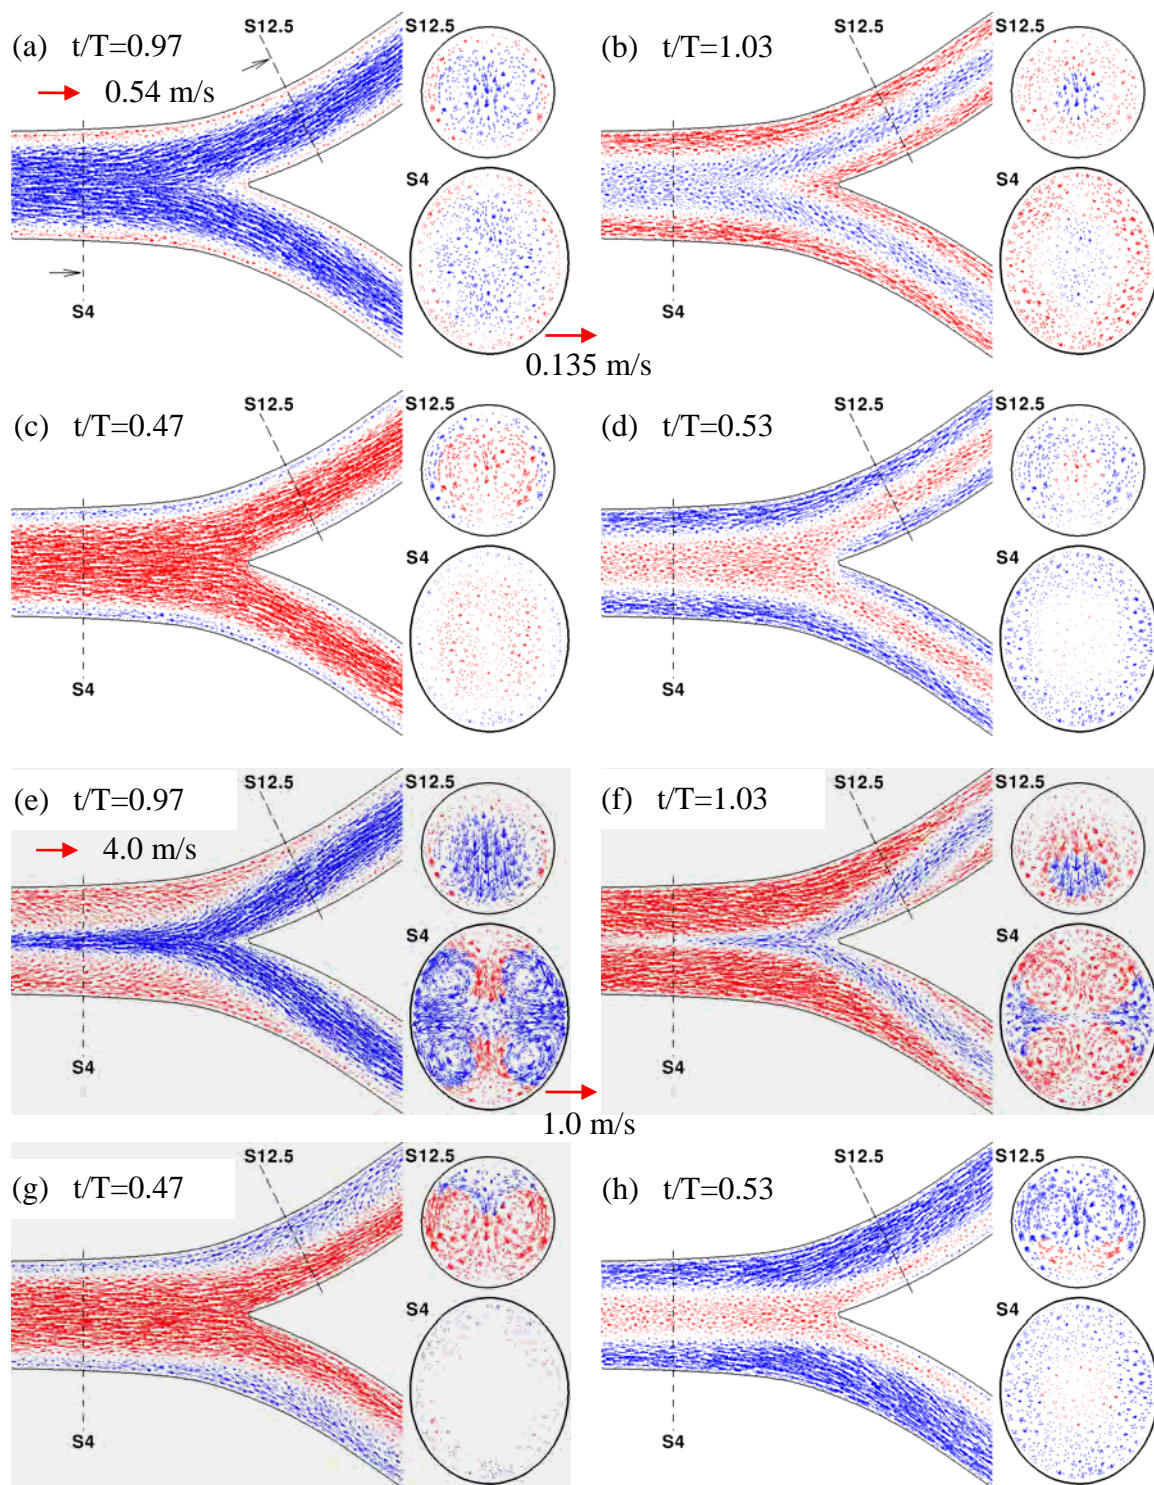 (a) t/T=0.97
0.54 m/s
S12.5
S12.5
S4
S4
(b) t/T=1.03
S12.5
S12.5
S4
S4
0.135 m/s
(c) t/T=0.47
S12.5
S12.5
S4
S4
(d) t/T=0.53
S12.5
S12.5
S4
S4
(e) t/T=0.97
4.0 m/s
S12.5
S12.5
S4
S4
(f) t/T=1.03
S12.5
S12.5
S4
S4
1.0 m/s
(g) t/T=0.47
S12.5
S12.5
S4
S4
(h) t/T=0.53
S12.5
S12.5
S4
S4